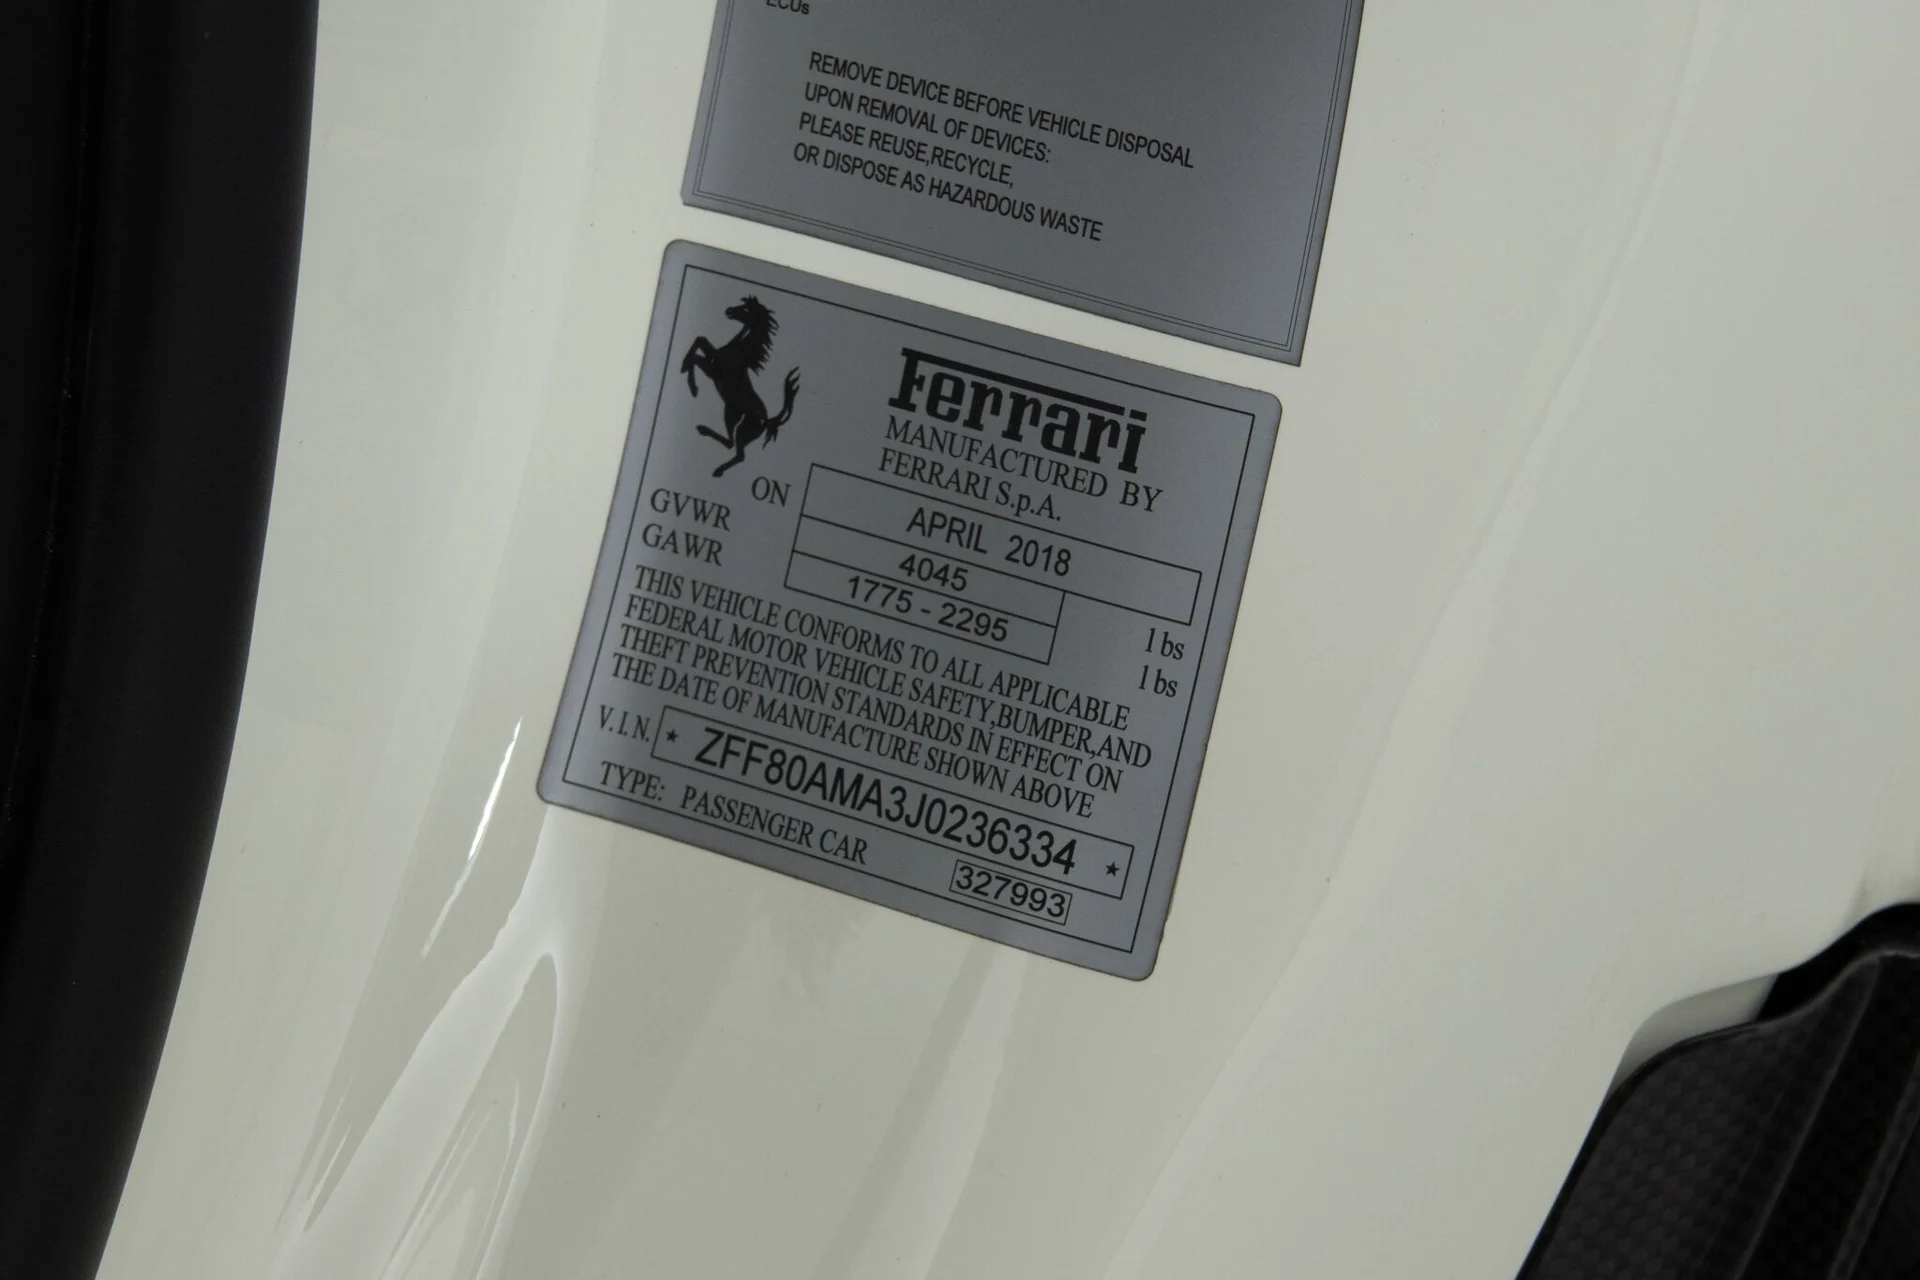 ECUs
REMOVE DEVICE BEFORE VEHICLE DISPOSAL
UPON REMOVAL OF DEVICES:
PLEASE REUSE,RECYCLE,
OR DISPOSE AS HAZARDOUS WASTE
Ferrari
MANUFACTURED BY
FERRARI S.p.A.
ON APRIL 2018
GVWR 4045 lbs
GAWR 1775 - 2295 lbs
THIS VEHICLE CONFORMS TO ALL APPLICABLE
FEDERAL MOTOR VEHICLE SAFETY,BUMPER,AND
THEFT PREVENTION STANDARDS IN EFFECT ON
THE DATE OF MANUFACTURE SHOWN ABOVE
V.I.N. * ZFF80AMA3J0236334 *
TYPE: PASSENGER CAR
327993